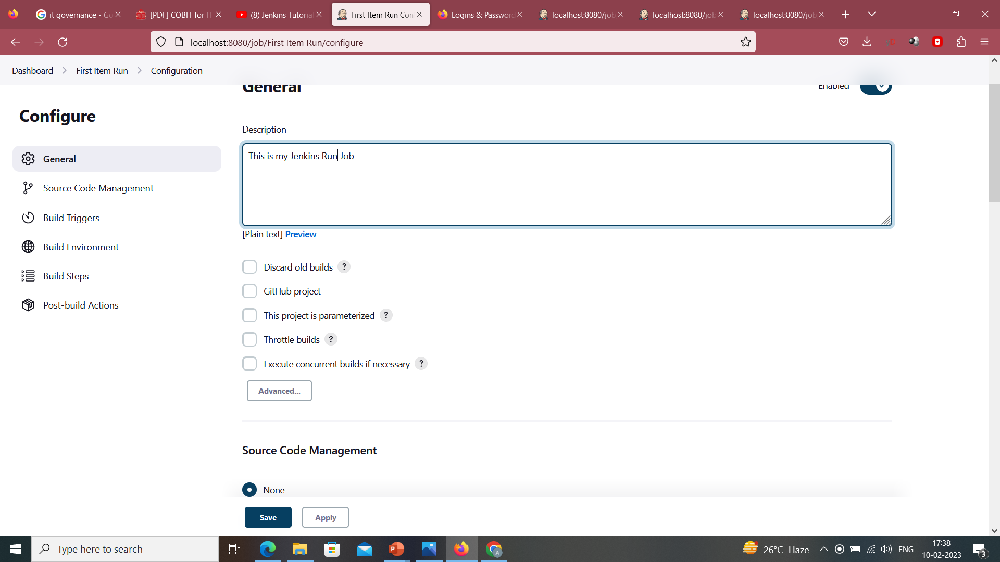 it governance - Go
[PDF] COBIT for IT
(8) Jenkins Tutorial
First Item Run Con
Logins & Password
localhost:8080/job
localhost:8080/job
localhost:8080/job
localhost:8080/job/First Item Run/configure
Dashboard > First Item Run > Configuration
General
Enabled
Configure
General
Source Code Management
Build Triggers
Build Environment
Build Steps
Post-build Actions
Description
This is my Jenkins Run Job
[Plain text] Preview
Discard old builds ?
GitHub project
This project is parameterized ?
Throttle builds ?
Execute concurrent builds if necessary ?
Advanced...
Source Code Management
None
Save
Apply
Type here to search
26°C Haze
ENG
17:38
10-02-2023
3